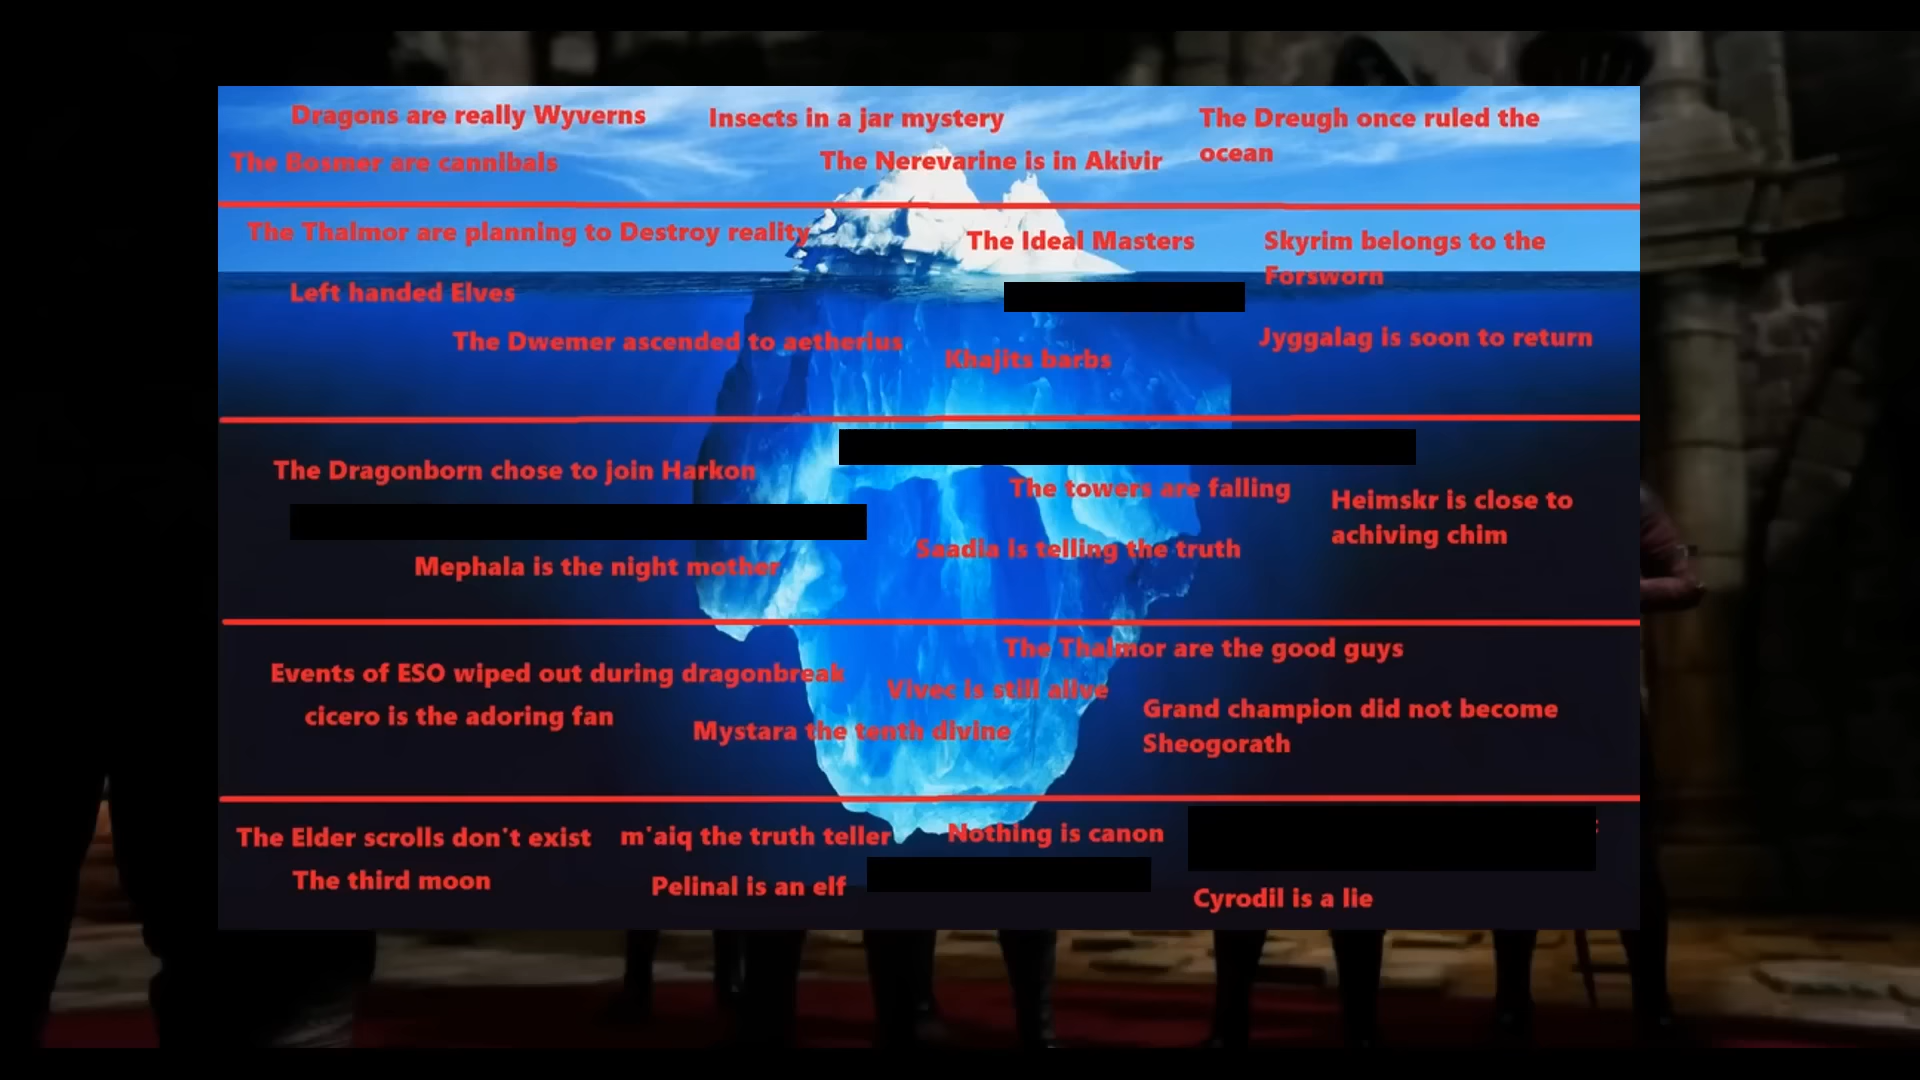 Dragons are really Wyverns
Insects in a jar mystery
The Dreugh once ruled the
ocean
The Bosmer are cannibals
The Nerevarine is in Akivir
The Thalmor are planning to Destroy reality
The Ideal Masters
Skyrim belongs to the
Forsworn
Left handed Elves
The Dwemer ascended to aetherius
Khajits barbs
Jyggalag is soon to return
The Dragonborn chose to join Harkon
The towers are falling
Heimskr is close to
achiving chim
Saadia is telling the truth
Mephala is the night mother
The Thalmor are the good guys
Events of ESO wiped out during dragonbreak
Vivec is still alive
cicero is the adoring fan
Mystara the tenth divine
Grand champion did not become
Sheogorath
The Elder scrolls don't exist
m'aiq the truth teller
Nothing is canon
The third moon
Pelinal is an elf
Cyrodil is a lie